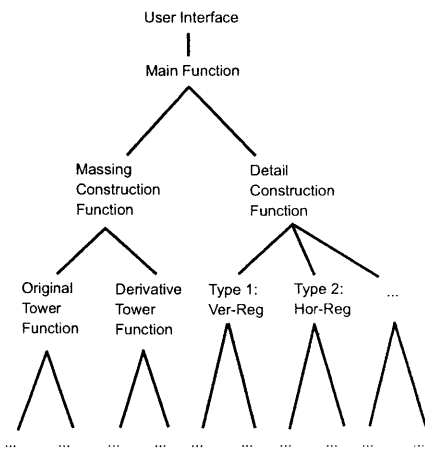 User Interface
Main Function
Massing
Construction
Function
Detail
Construction
Function
Original
Tower
Function
Derivative
Tower
Function
Type 1:
Ver-Reg
Type 2:
Hor-Reg
...
... ... ... ... ... ... ... ... ... ...